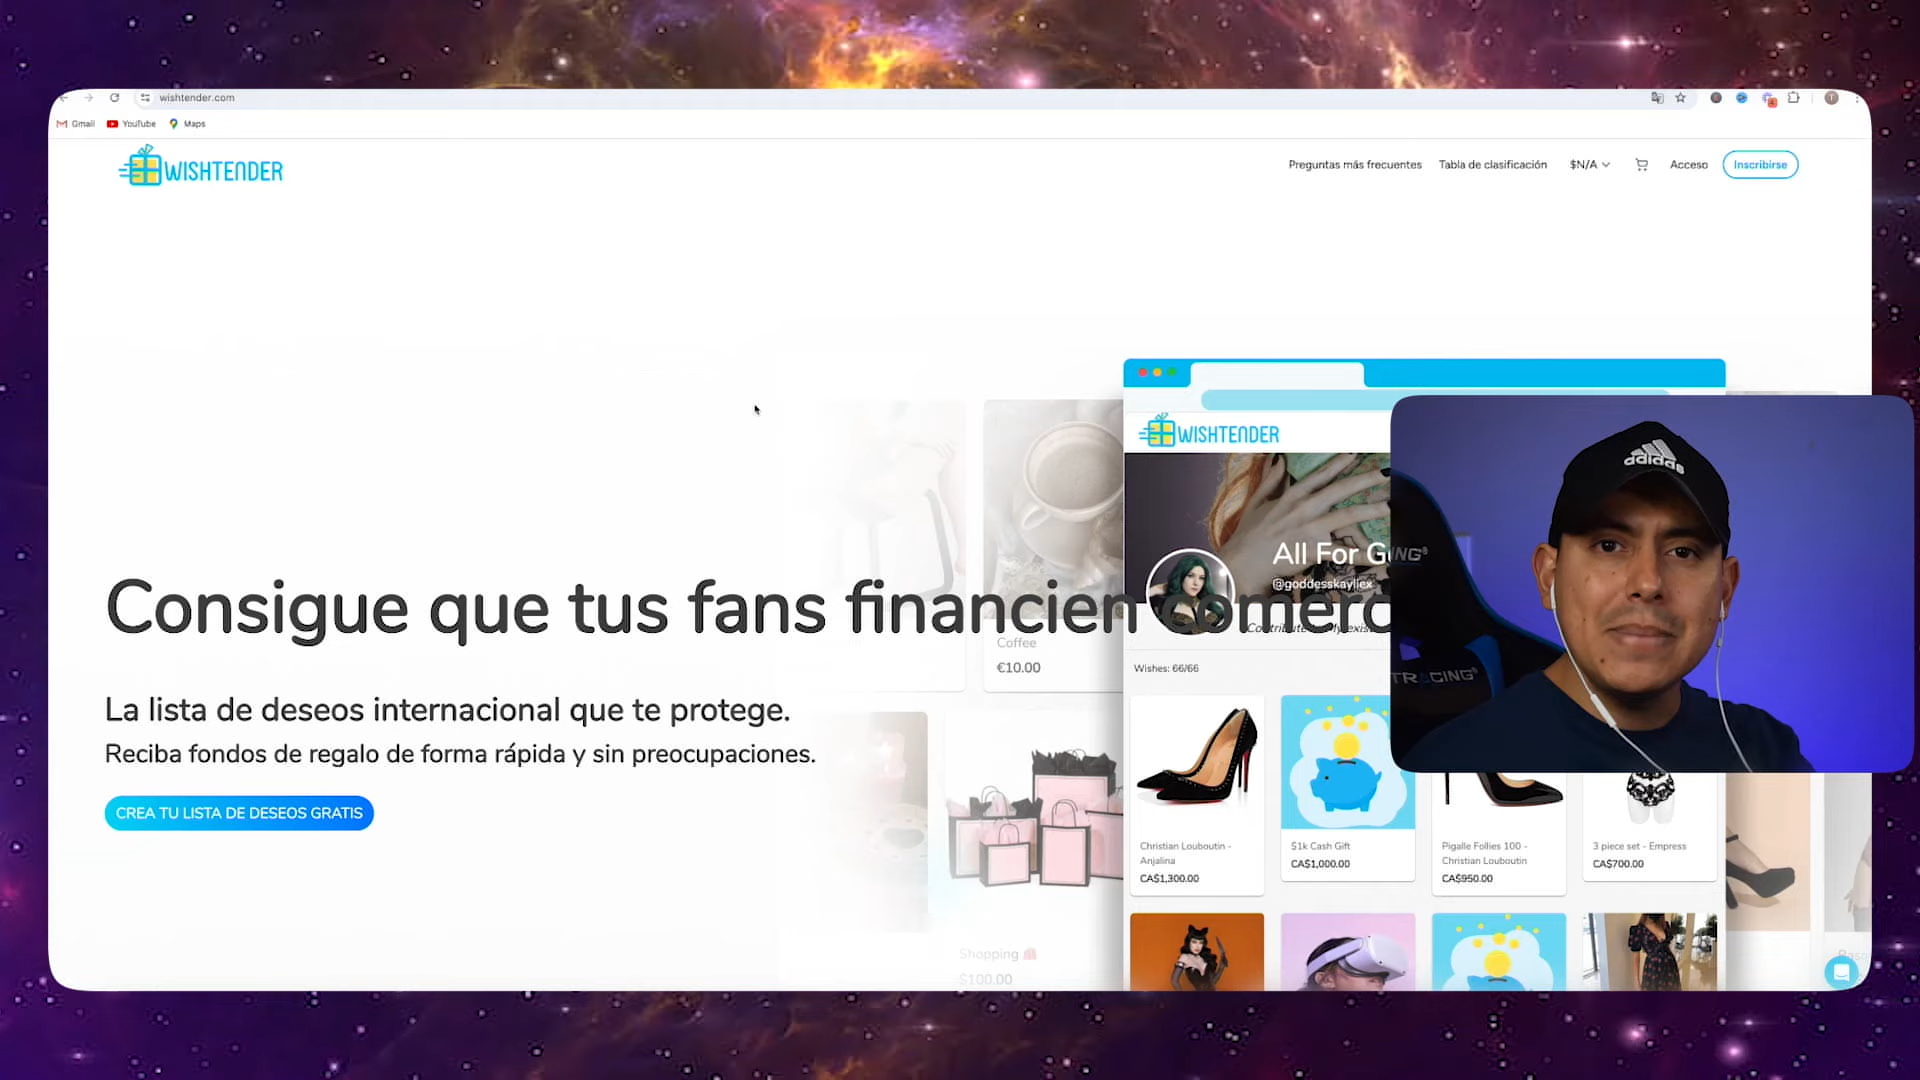 wishtender.com
Gmail YouTube Maps
WISHTENDER
Preguntas más frecuentes Tabla de clasificación $N/A Acceso Inscribirse
WISHTENDER
All For G
@goddesskayliex
Consigue que tus fans financien comerc
Coffee
€10.00
Wishes: 66/66
La lista de deseos internacional que te protege.
Reciba fondos de regalo de forma rápida y sin preocupaciones.
CREA TU LISTA DE DESEOS GRATIS
adidas
TRACING
Christian Louboutin -
Anjalina
CA$1,300.00
$1k Cash Gift
CA$1,000.00
Pigalle Follies 100 -
Christian Louboutin
CA$950.00
3 piece set - Empress
CA$700.00
Shopping
$100.00